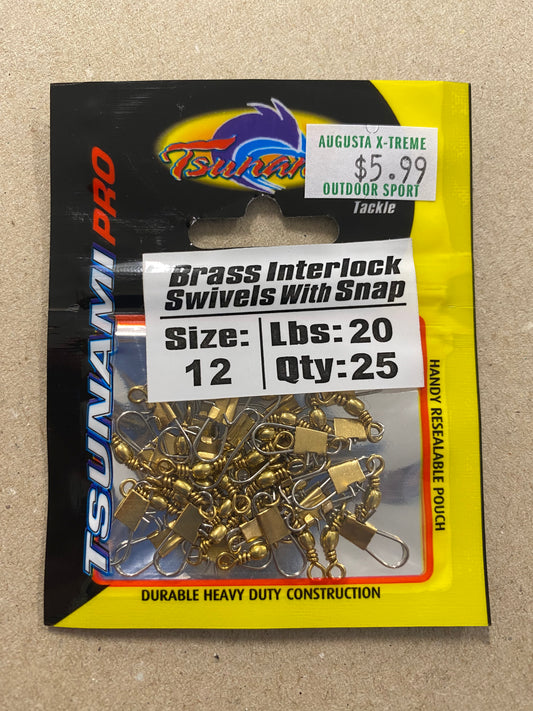 Tsunami
Tackle
AUGUSTA X-TREME
$5.99
OUTDOOR SPORT
TSUNAMI PRO
Brass Interlock
Swivels With Snap
Size: 12
Lbs: 20
Qty: 25
HANDY RESEALABLE POUCH
DURABLE HEAVY DUTY CONSTRUCTION